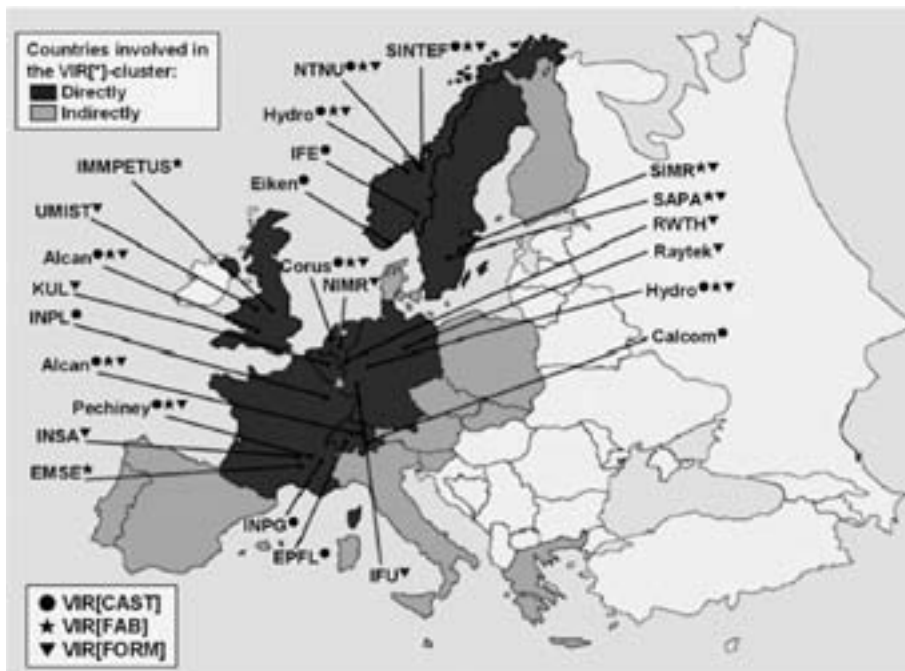 Countries involved in
the VIR[*]-cluster:
Directly
Indirectly
SINTEF●★▼
NTNU●★▼
Hydro●★▼
IFE●
Eiken●
IMMPETUS★
UMIST▼
Alcan●★▼
KUL▼
INPL●
Alcan●★▼
Pechiney●★▼
INSA▼
EMSE★
Corus●★▼
NIMR▼
SIMR★▼
SAPA★▼
RWTH▼
Raytek▼
Hydro●★▼
Calcom●
INPG●
EPFL●
IFU▼
● VIR[CAST]
★ VIR[FAB]
▼ VIR[FORM]